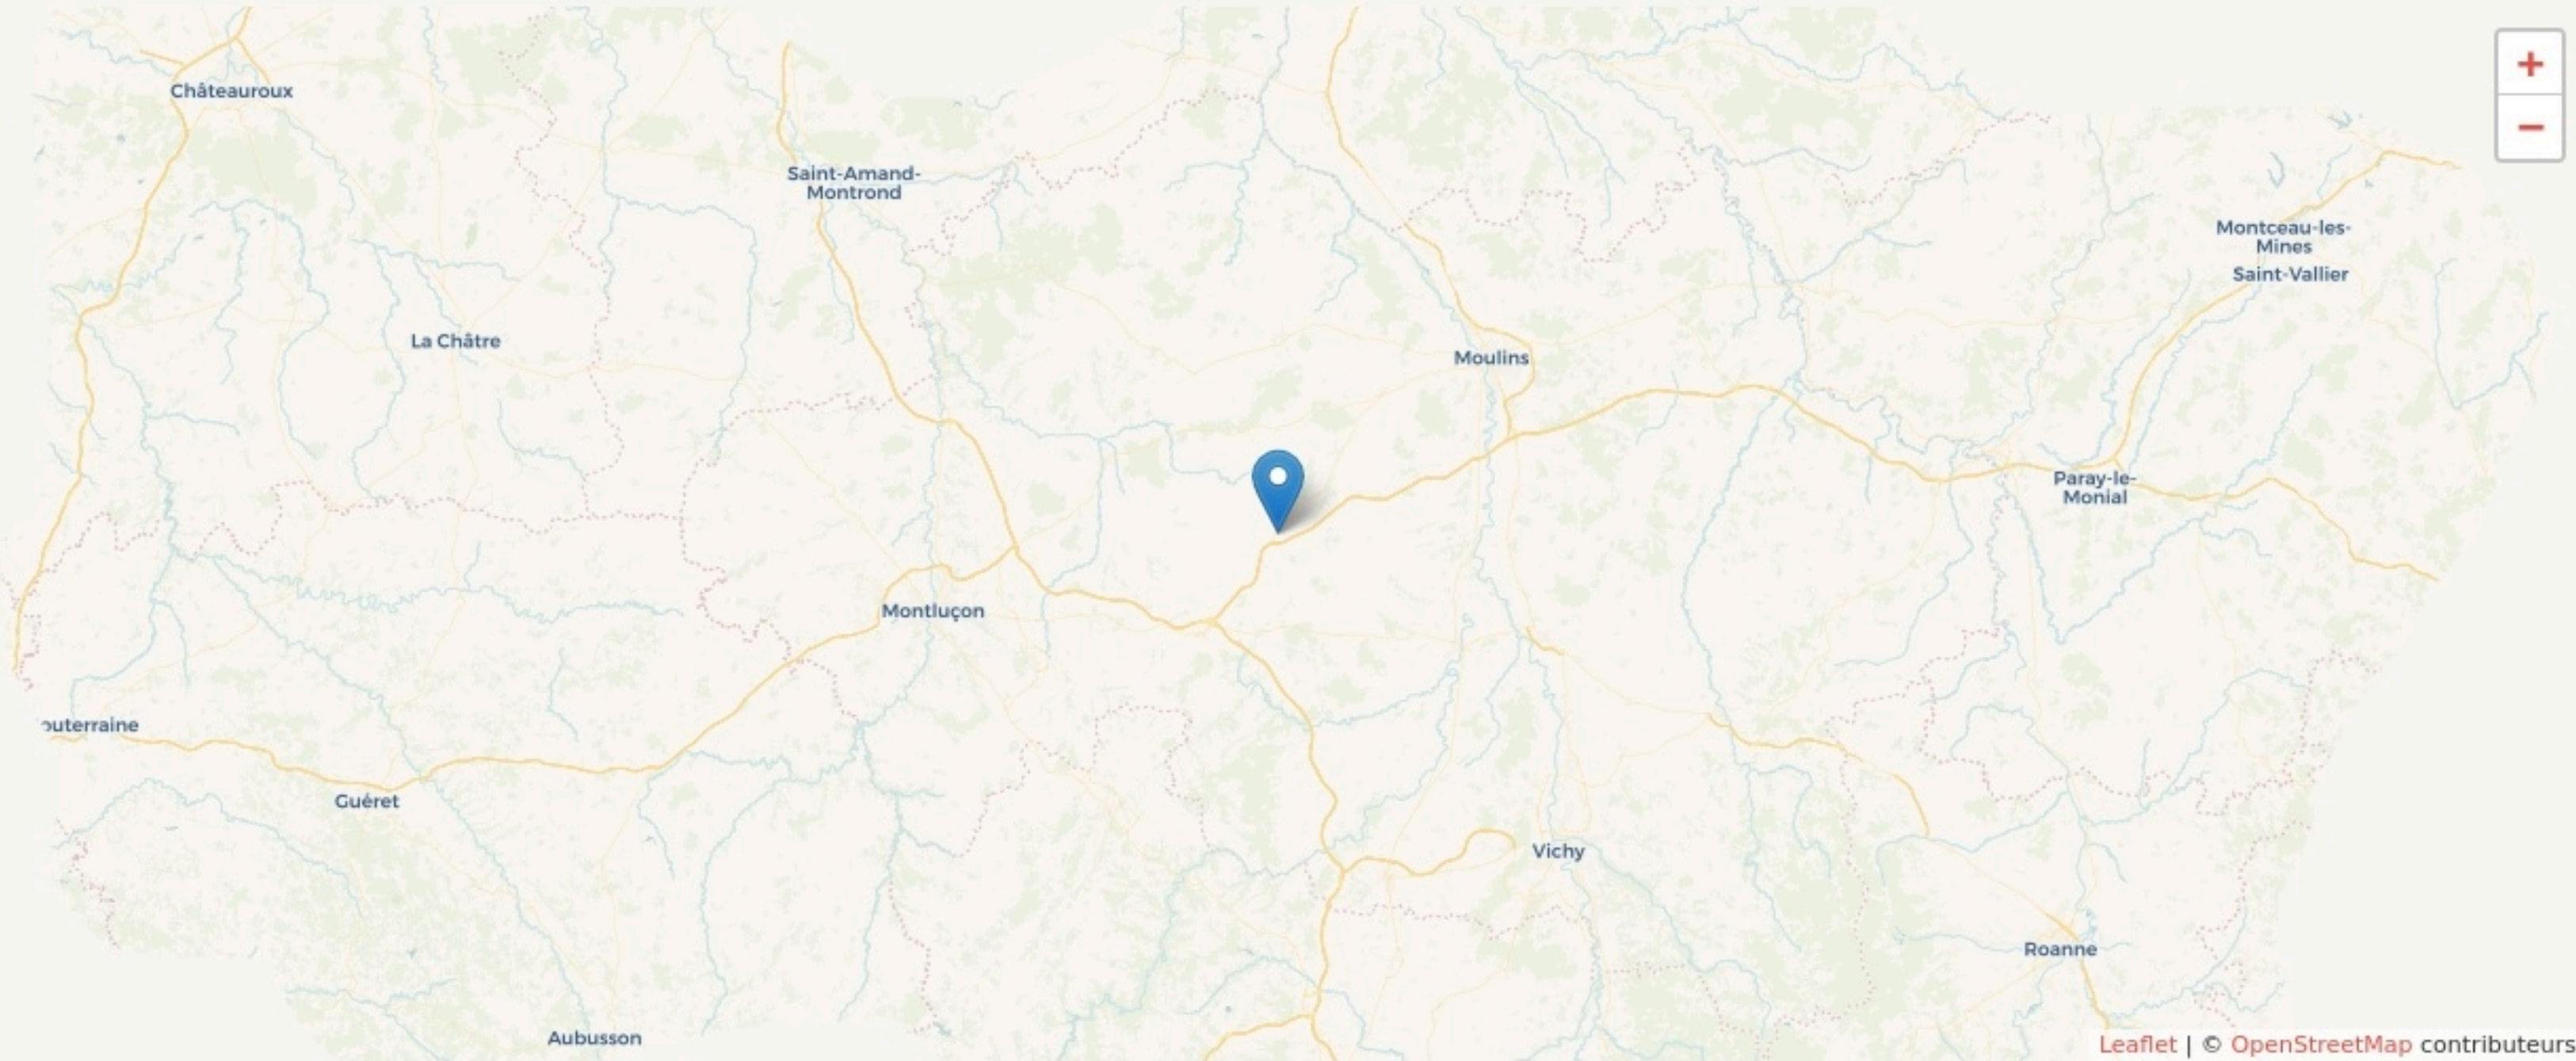 +
−
Châteauroux
Saint-Amand-
Montrond
Montceau-les-
Mines
Saint-Vallier
La Châtre
Moulins
Paray-le-
Monial
Montluçon
outerraine
Guéret
Vichy
Roanne
Aubusson
Leaflet | © OpenStreetMap contributeurs